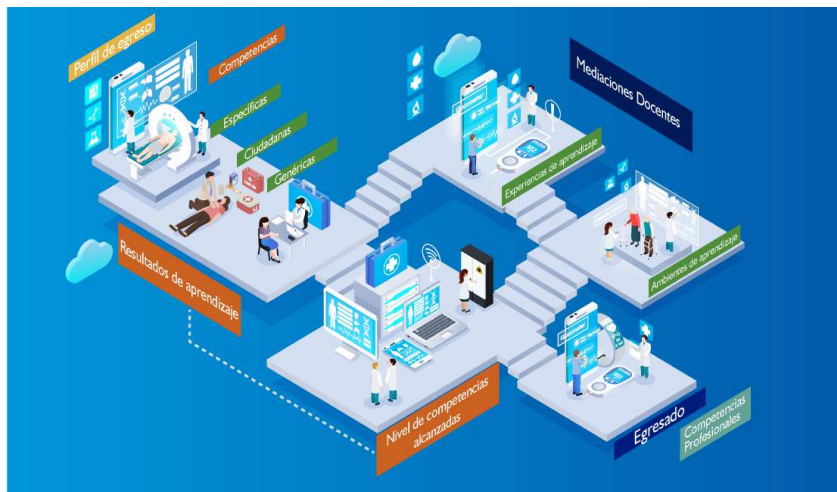 Perfil de egreso
Competencias
Específicas
Ciudadanas
Genéricas
Resultados de aprendizaje
Mediaciones Docentes
Experiencias de aprendizaje
Ambientes de aprendizaje
Nivel de competencias
alcanzadas
Egresado
Competencias
Profesionales